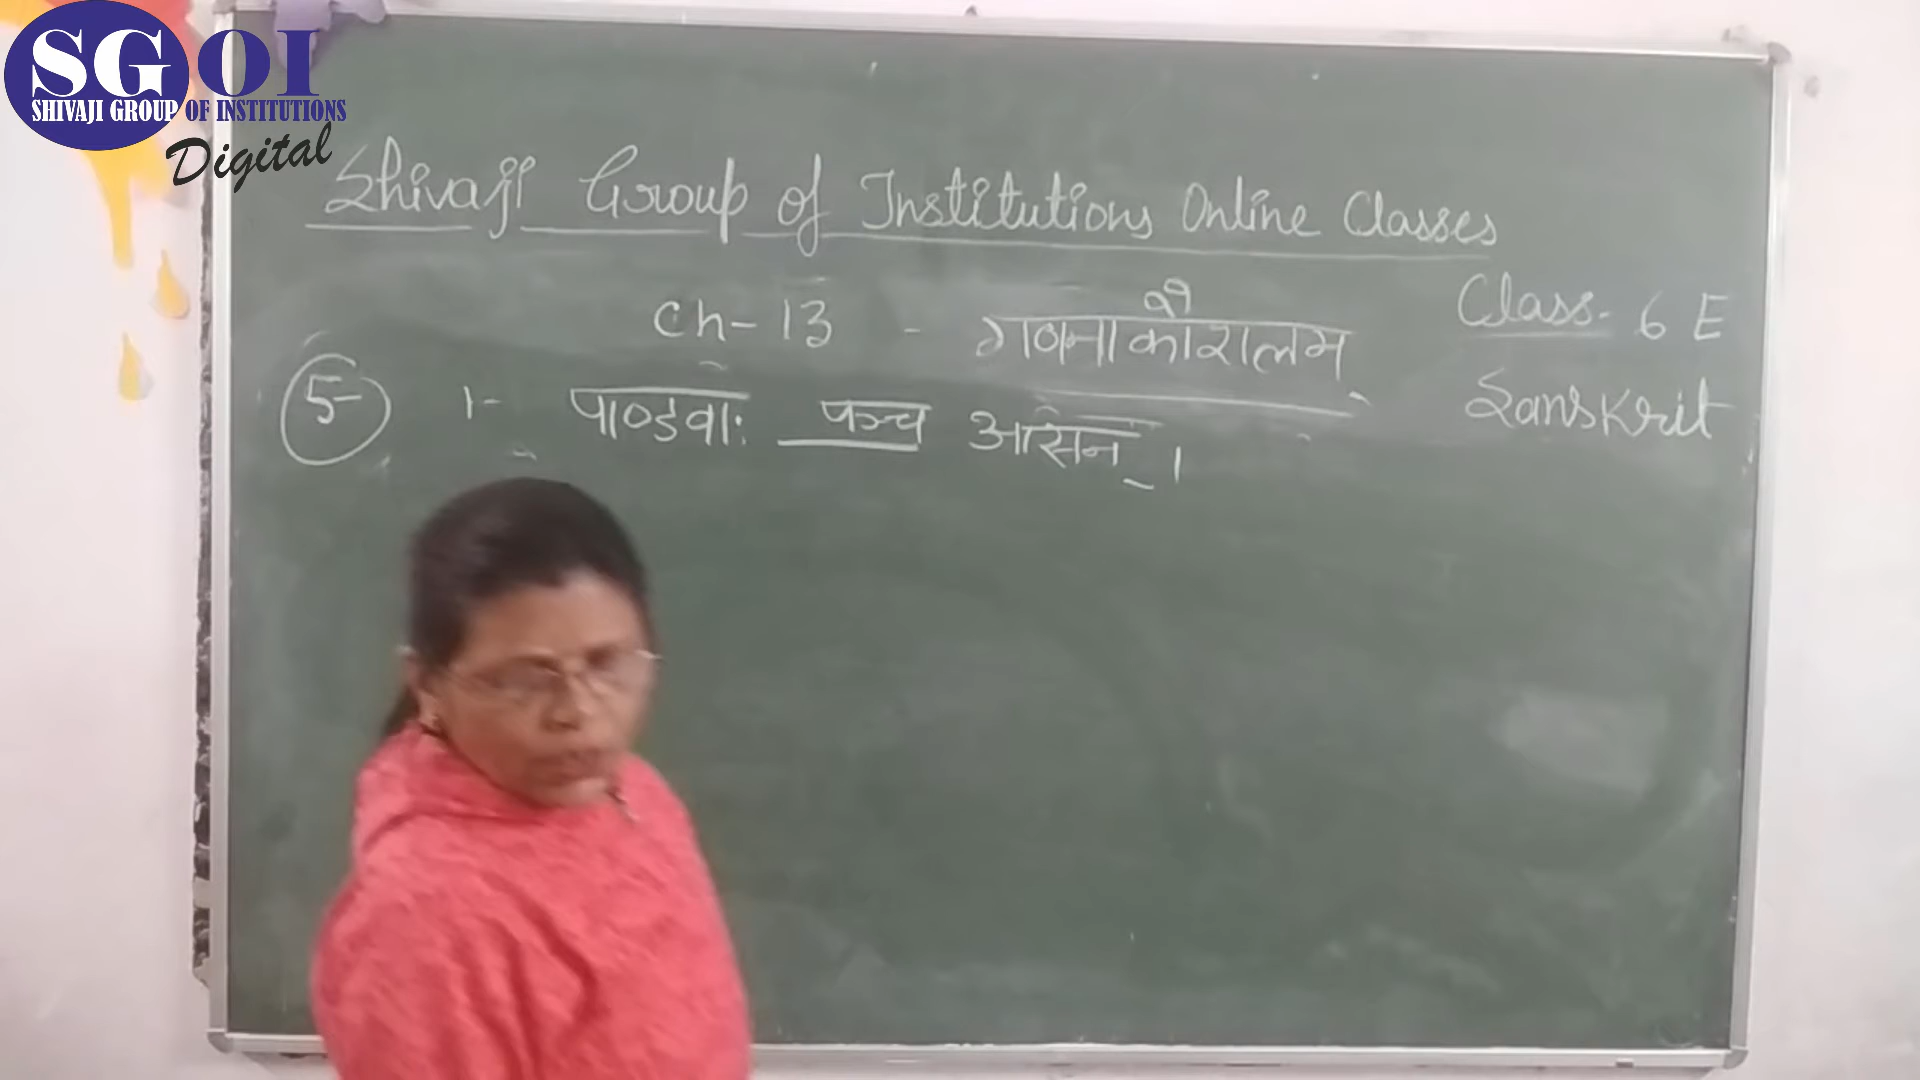 SGOI
SHIVAJI GROUP OF INSTITUTIONS
Digital
Shivaji Group of Institutions Online Classes
Ch-13 - गणनाकौशलम्
Class - 6 E
Sanskrit
5- 1- पाण्डवाः पञ्च आसन् ।